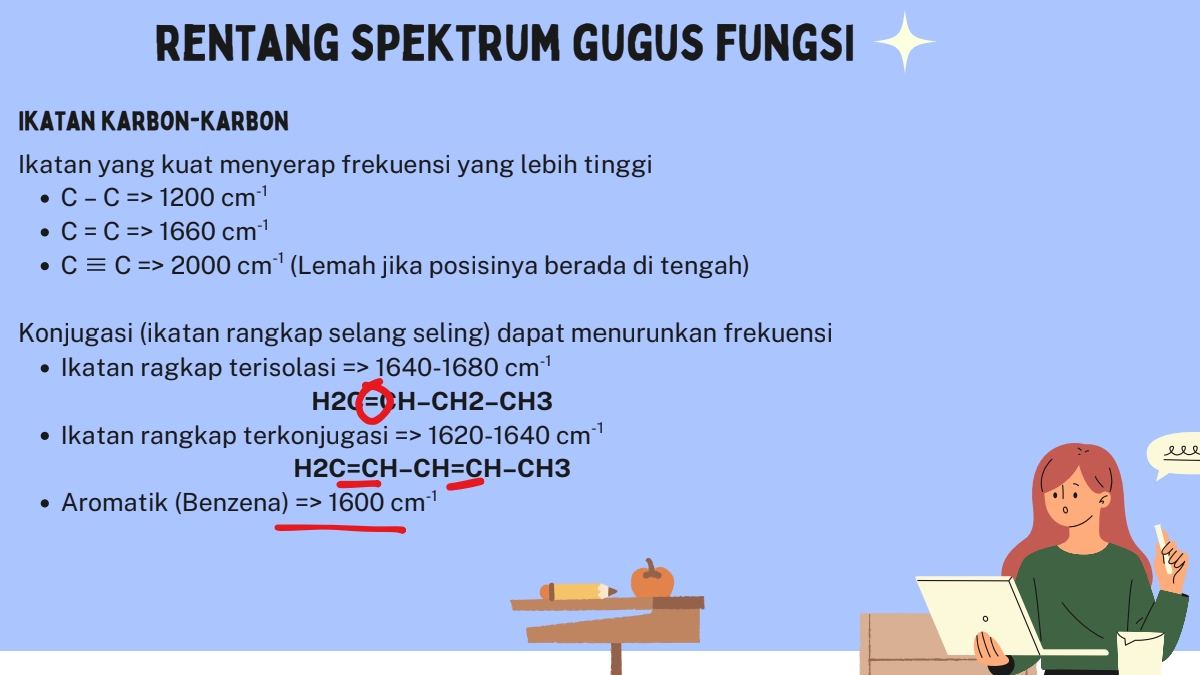 RENTANG SPEKTRUM GUGUS FUNGSI
IKATAN KARBON-KARBON
Ikatan yang kuat menyerap frekuensi yang lebih tinggi
• C – C => 1200 cm⁻¹
• C = C => 1660 cm⁻¹
• C ≡ C => 2000 cm⁻¹ (Lemah jika posisinya berada di tengah)
Konjugasi (ikatan rangkap selang seling) dapat menurunkan frekuensi
• Ikatan ragkap terisolasi => 1640-1680 cm⁻¹
H2C=CH–CH2–CH3
• Ikatan rangkap terkonjugasi => 1620-1640 cm⁻¹
H2C=CH–CH=CH–CH3
• Aromatik (Benzena) => 1600 cm⁻¹